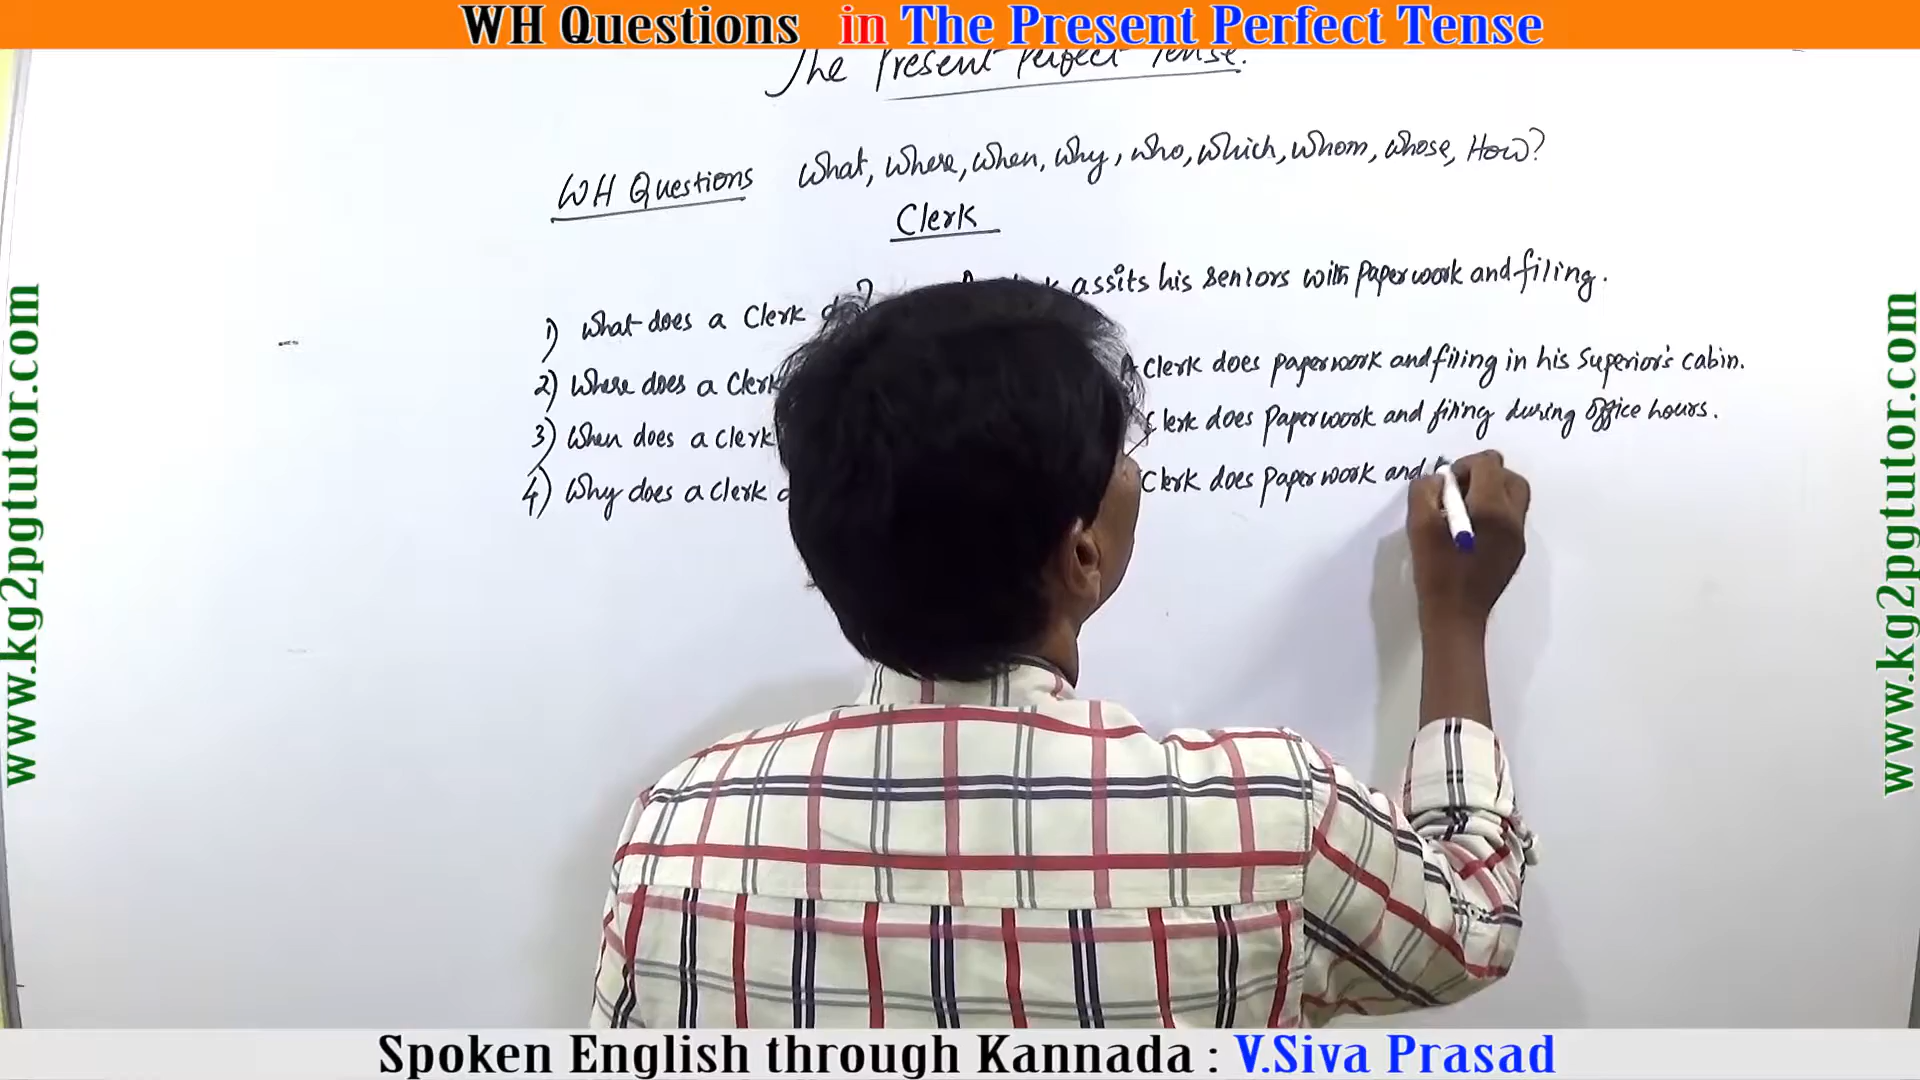 WH Questions in The Present Perfect Tense
The Present Perfect Tense.
WH Questions What, Where, When, Why, Who, Which, Whom, Whose, How?
Clerk
1) What does a Clerk do? assits his seniors with Paperwork and filing.
2) Where does a Clerk A Clerk does paperwork and filing in his Superior's cabin.
3) When does a clerk Clerk does Paperwork and filing during office hours.
4) Why does a clerk Clerk does Paperwork and
www.kg2pgtutor.com
www.kg2pgtutor.com
Spoken English through Kannada : V.Siva Prasad